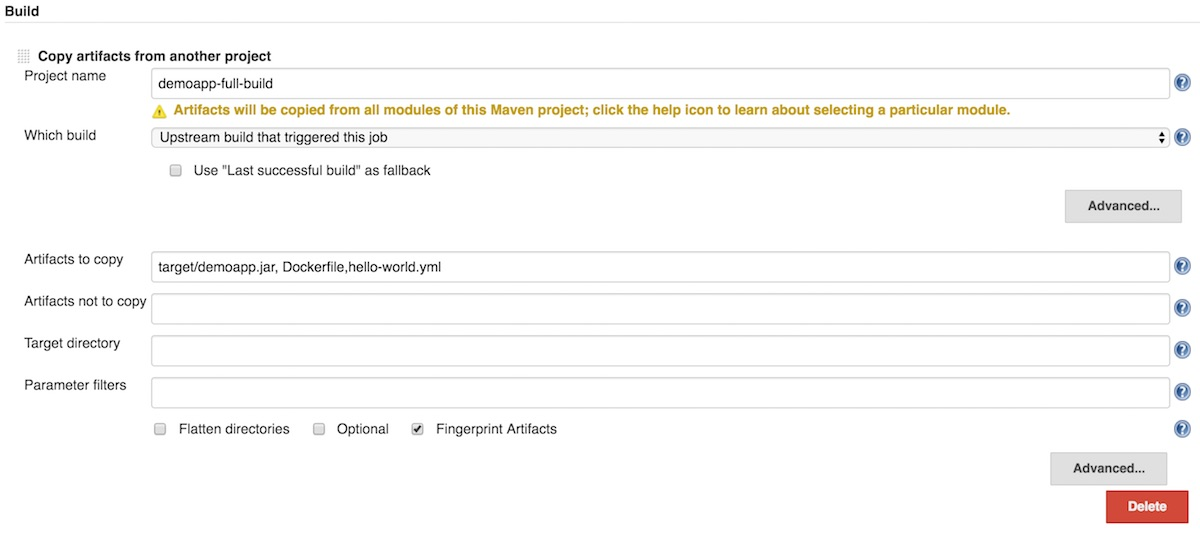 Build
Copy artifacts from another project
Project name
demoapp-full-build
Artifacts will be copied from all modules of this Maven project; click the help icon to learn about selecting a particular module.
Which build
Upstream build that triggered this job
Use "Last successful build" as fallback
Advanced...
Artifacts to copy
target/demoapp.jar, Dockerfile,hello-world.yml
Artifacts not to copy
Target directory
Parameter filters
Flatten directories Optional Fingerprint Artifacts
Advanced...
Delete